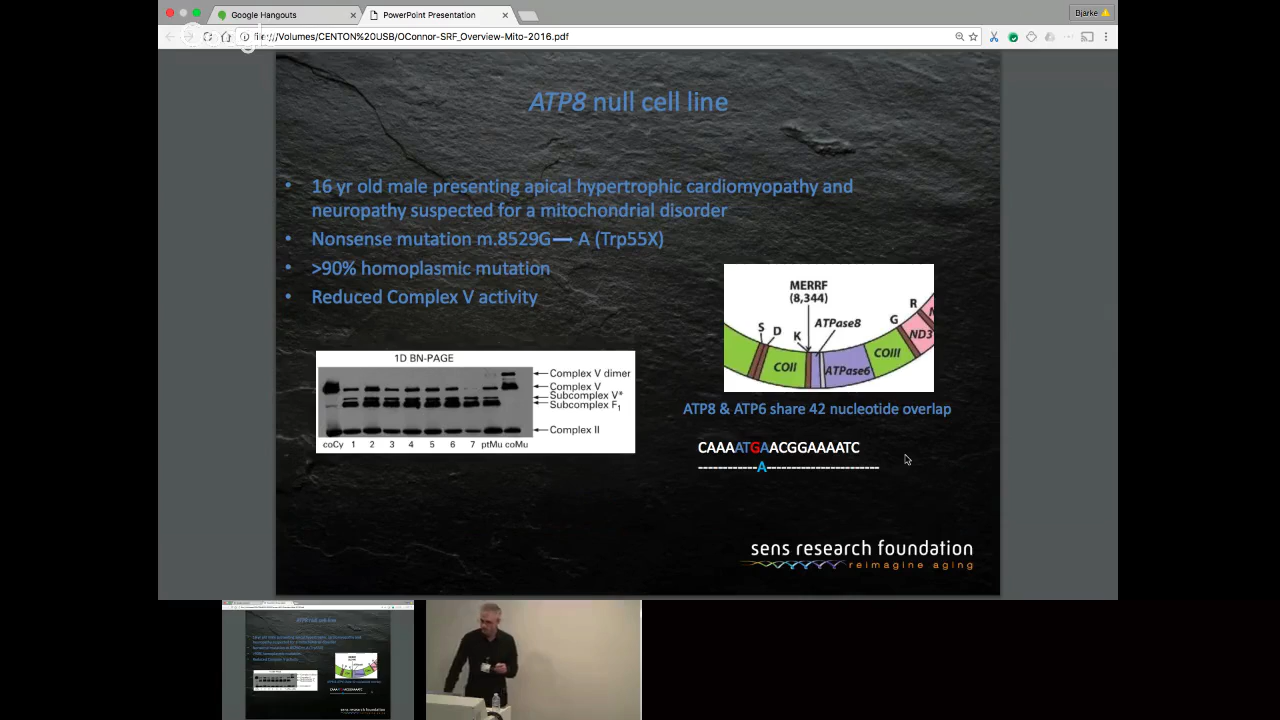 Google Hangouts
PowerPoint Presentation
Bjarke
file:///Volumes/CENTON%20USB/OConnor-SRF_Overview-Mito-2016.pdf
ATP8 null cell line
• 16 yr old male presenting apical hypertrophic cardiomyopathy and
neuropathy suspected for a mitochondrial disorder
• Nonsense mutation m.8529G— A (Trp55X)
• >90% homoplasmic mutation
• Reduced Complex V activity
1D BN-PAGE
Complex V dimer
Complex V
Subcomplex V*
Subcomplex F1
Complex II
coCy 1 2 3 4 5 6 7 ptMu coMu
MERRF
(8,344)
S D K ATPase8 G R
COII ATPase6 COIII ND3
ATP8 & ATP6 share 42 nucleotide overlap
CAAAATGAACGGAAAATC
------------A-----------------------
sens research foundation
reimagine aging